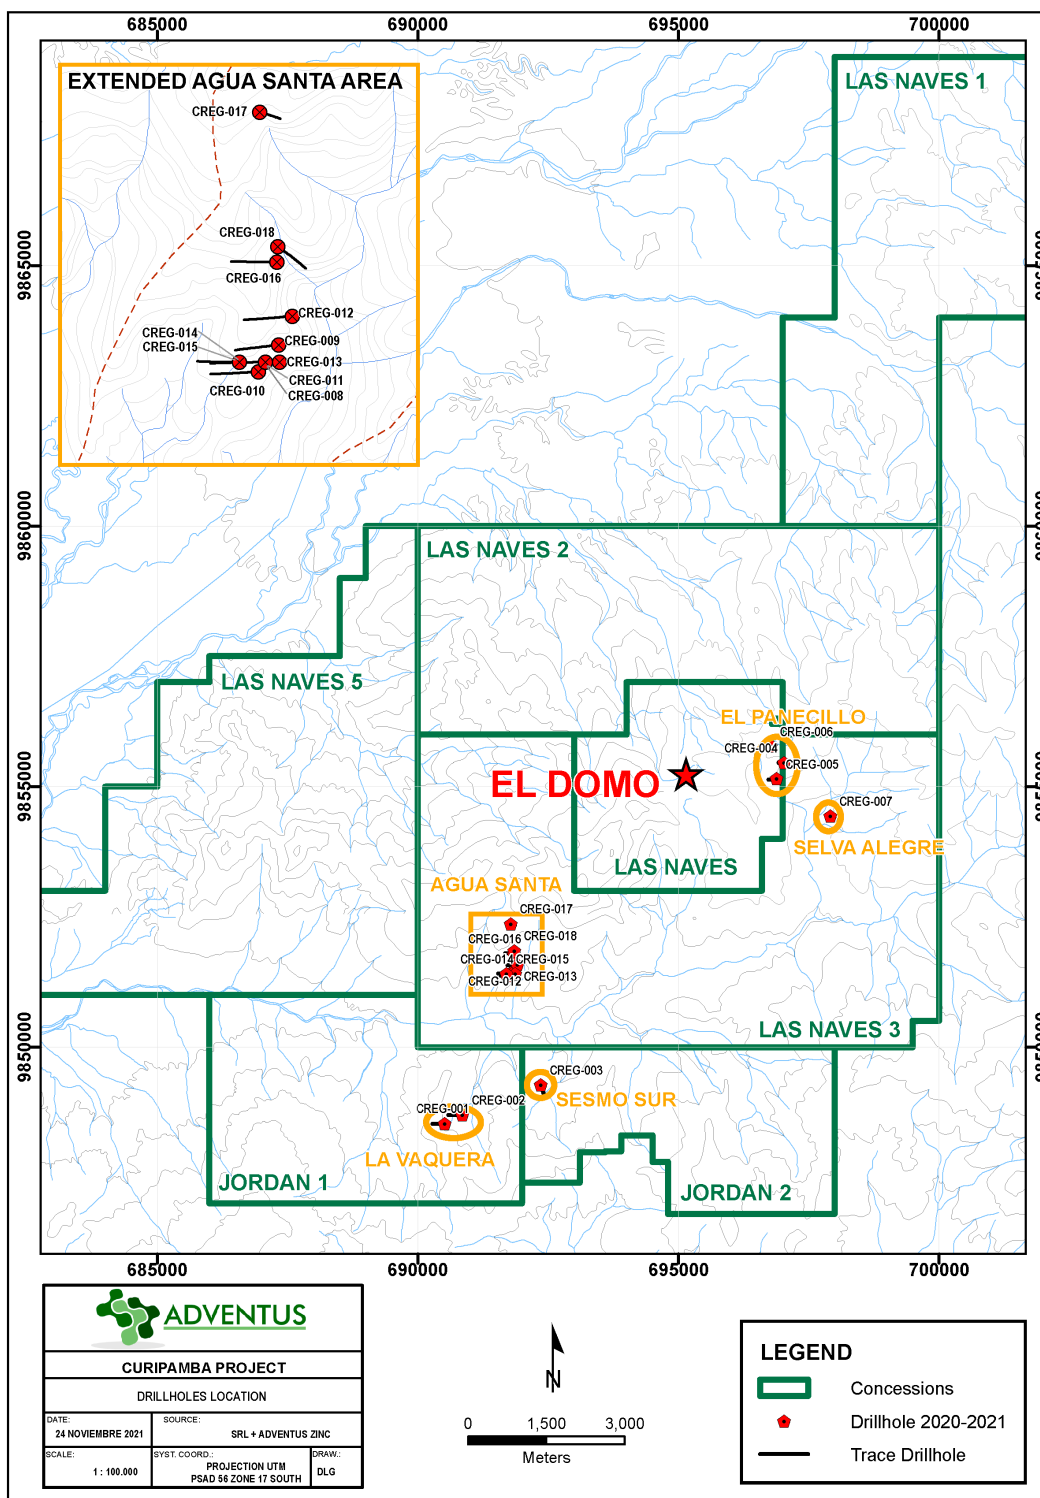 685000
690000
695000
700000
EXTENDED AGUA SANTA AREA
CREG-017
CREG-018
CREG-016
CREG-012
CREG-014
CREG-015
CREG-009
CREG-013
CREG-011
CREG-010
CREG-008
LAS NAVES 1
9865000
9865000
9860000
9860000
LAS NAVES 2
LAS NAVES 5
EL PANECILLO
CREG-006
CREG-004
CREG-005
EL DOMO
9855000
9855000
CREG-007
SELVA ALEGRE
LAS NAVES
AGUA SANTA
CREG-017
CREG-016
CREG-018
CREG-014
CREG-015
CREG-012
CREG-013
LAS NAVES 3
9850000
9850000
CREG-003
SESMO SUR
CREG-001
CREG-002
LA VAQUERA
JORDAN 1
JORDAN 2
685000
690000
695000
700000
ADVENTUS
CURIPAMBA PROJECT
DRILLHOLES LOCATION
DATE:
24 NOVIEMBRE 2021
SOURCE:
SRL + ADVENTUS ZINC
SCALE:
1 : 100.000
SYST. COORD.:
PROJECTION UTM
PSAD 56 ZONE 17 SOUTH
DRAW.:
DLG
N
0 1,500 3,000
Meters
LEGEND
Concessions
Drillhole 2020-2021
Trace Drillhole